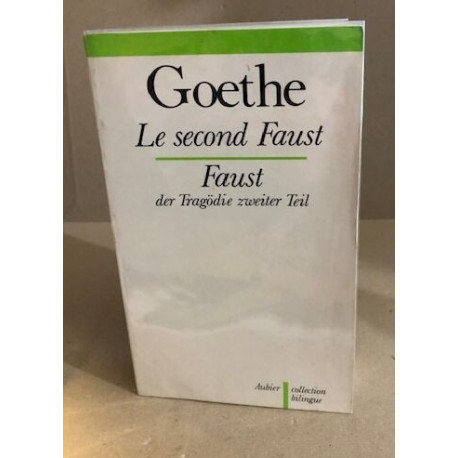 Goethe
Le second Faust
Faust
der Tragödie zweiter Teil
Aubier collection
bilingue